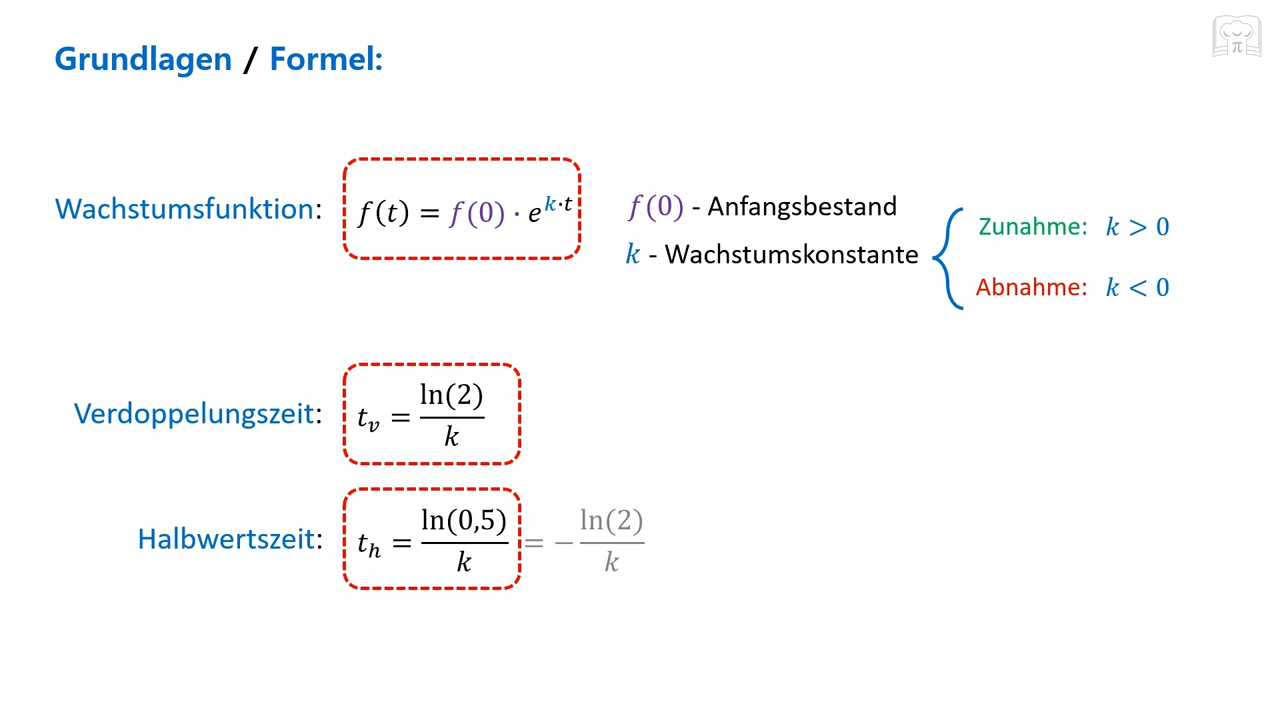 Grundlagen / Formel:
Wachstumsfunktion: f(t) = f(0) · e^{k·t}
f(0) - Anfangsbestand
k - Wachstumskonstante
Zunahme: k > 0
Abnahme: k < 0
Verdoppelungszeit: t_v = ln(2)/k
Halbwertszeit: t_h = ln(0,5)/k = − ln(2)/k
π